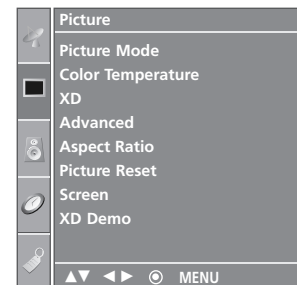 Picture
Picture Mode
Color Temperature
XD
Advanced
Aspect Ratio
Picture Reset
Screen
XD Demo
▲▼ ◄► ◉ MENU